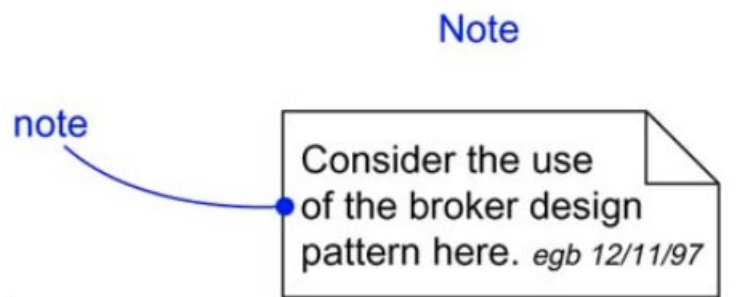 Note
note
Consider the use
of the broker design
pattern here. egb 12/11/97